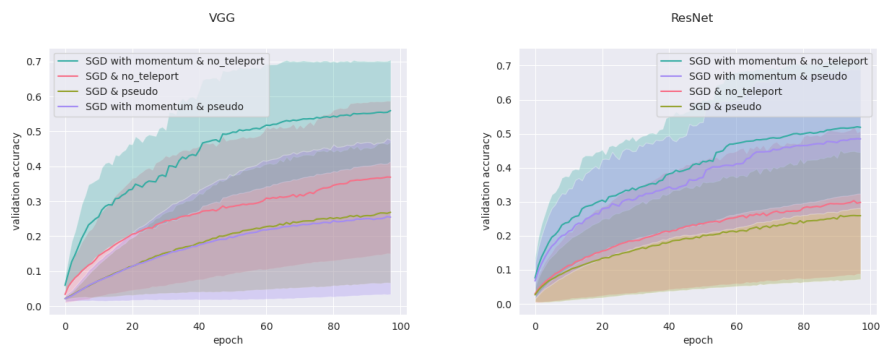 VGG
SGD with momentum & no_teleport
SGD & no_teleport
SGD & pseudo
SGD with momentum & pseudo
0.7
0.6
0.5
0.4
0.3
0.2
0.1
0.0
validation accuracy
0 20 40 60 80 100
epoch
ResNet
SGD with momentum & no_teleport
SGD with momentum & pseudo
SGD & no_teleport
SGD & pseudo
0.7
0.6
0.5
0.4
0.3
0.2
0.1
0.0
validation accuracy
0 20 40 60 80 100
epoch